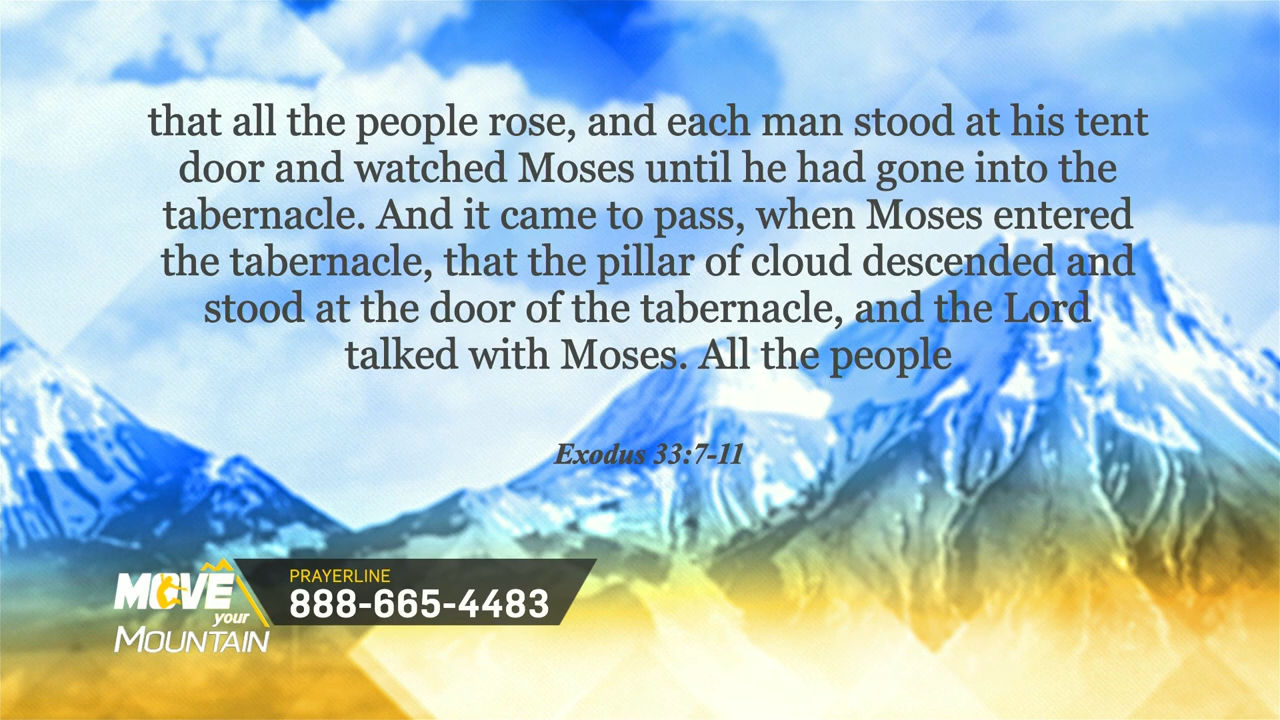 that all the people rose, and each man stood at his tent
door and watched Moses until he had gone into the
tabernacle. And it came to pass, when Moses entered
the tabernacle, that the pillar of cloud descended and
stood at the door of the tabernacle, and the Lord
talked with Moses. All the people
Exodus 33:7-11
MOVE
your
MOUNTAIN
PRAYERLINE
888-665-4483